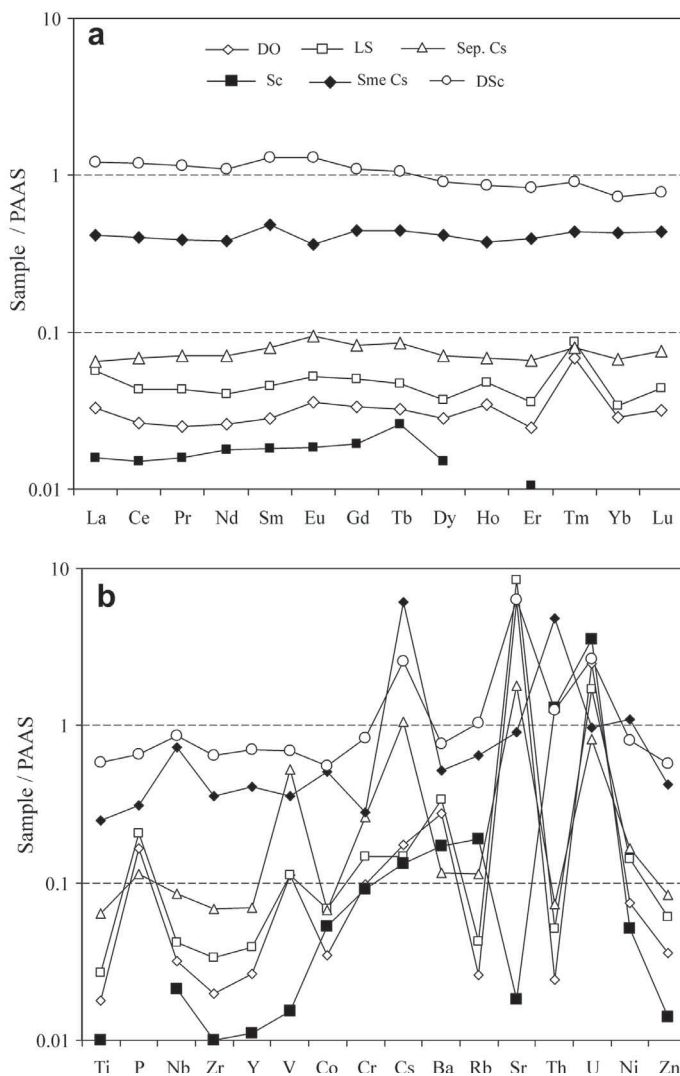 a
DO LS Sep. Cs
Sc Sme Cs DSc
10
1
0.1
0.01
Sample / PAAS
La Ce Pr Nd Sm Eu Gd Tb Dy Ho Er Tm Yb Lu
b
10
1
0.1
0.01
Sample / PAAS
Ti P Nb Zr Y V Co Cr Cs Ba Rb Sr Th U Ni Zn